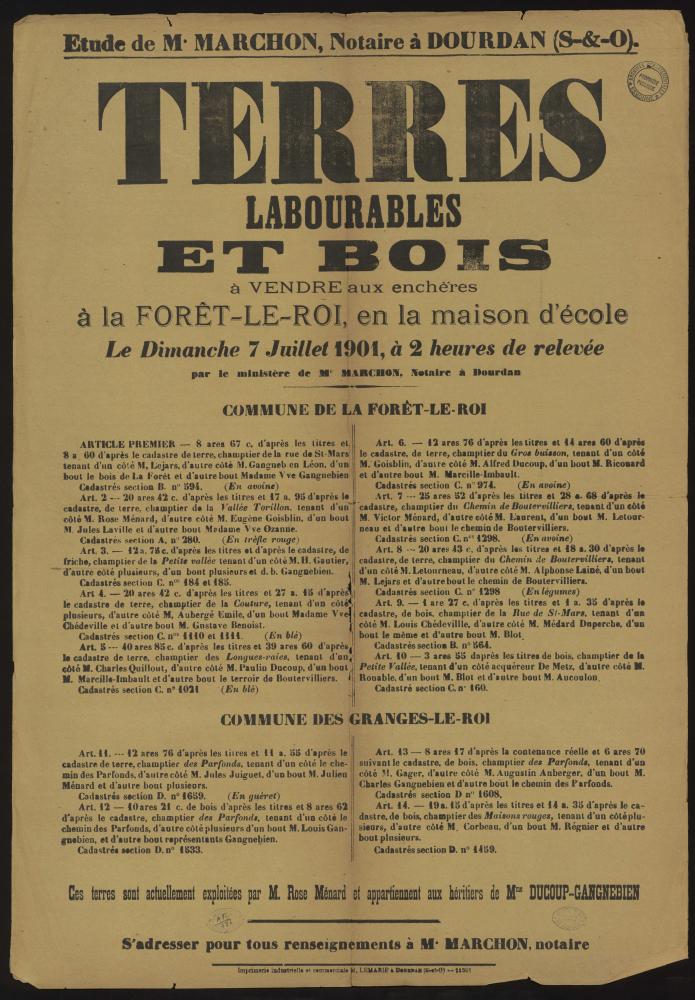 Etude de Mᵉ MARCHON, Notaire à DOURDAN (S-&-O).
TERRES
LABOURABLES
ET BOIS
à VENDRE aux enchères
à la FORÊT-LE-ROI, en la maison d'école
Le Dimanche 7 Juillet 1901, à 2 heures de relevée
par le ministère de Mᵉ MARCHON, Notaire à Dourdan
COMMUNE DE LA FORÊT-LE-ROI
ARTICLE PREMIER — 8 ares 67 c. d'après les titres et
8 a 60 d'après le cadastre de terre, champtier de la rue de St-Mars
tenant d'un côté M, Lejars, d'autre côté M. Gangneb en Léon, d'un
bout le bois de La Forêt et d'autre bout Madame Vve Gangnebien
Cadastrés section B. nº 594. (En avoine)
Art. 2 --- 20 ares 42 c. d'après les titres et 17 a. 95 d'après le
cadastre, de terre, champtier de la Vallée Torillon, tenant d'un
côté M. Rose Ménard, d'autre côté M. Eugène Goisblin, d'un bout
M. Jules Laville et d'autre bout Madame Vve Ozanne.
Cadastrés section A, nº 280. (En trèfle rouge)
Art. 3. — 12 a. 75 c. d'après les titres et d'après le cadastre, de
friche, champtier de la Petite vallée tenant d'un côté M. H. Gautier,
d'autre côté plusieurs, d'un bout plusieurs et d. b. Gangnebien.
Cadastrés section C. nᵒˢ 184 et 185.
Art 4. — 20 ares 42 c. d'après les titres et 27 a. 15 d'après
le cadastre de terre, champtier de la Couture, tenant d'un côté
plusieurs, d'autre côté M, Aubergé Emile, d'un bout Madame Vve
Chédeville et d'autre bout M. Gustave Benoist.
Cadastrés section C. nᵒˢ 1110 et 1111. (En blé)
Art. 5 --- 40 ares 85 c. d'après les titres et 39 ares 60 d'après
le cadastre de terre, champtier des Longues-raies, tenant d'un
côté M. Charles Quillout, d'autre côté M. Paulin Ducoup, d'un bout
M. Marcille-Imbault et d'autre bout le terroir de Boutervilliers.
Cadastrés section C. nº 1021 (En blé)
Art. 6. — 12 ares 76 d'après les titres et 14 ares 60 d'après
le cadastre, de terre, champtier du Gros buisson, tenant d'un côté
M. Goisblin, d'autre côté M. Alfred Ducoup, d'un bout M. Ricouard
et d'autre bout M. Marcille-Imbault.
Cadastrés section C. nº 974. (En avoine)
Art. 7 --- 25 ares 52 d'après les titres et 28 a. 68 d'après le
cadastre, champtier du Chemin de Boutervilliers, tenant d'un côté
M. Victor Ménard, d'autre côté M. Laurent, d'un bout M. Letour-
neau et d'autre bout le chemin de Boutervilliers.
Cadastrés section C. nº 1298. (En avoine)
Art. 8 --- 20 ares 43 c, d'après les titres et 18 a. 30 d'après le
cadastre, de terre, champtier du Chemin de Boutervilliers, tenant
d'un côté M. Letourneau, d'autre côté M. Alphonse Lainé, d'un bout
M. Lejars et d'autre bout le chemin de Boutervilliers.
Cadastrés section C. nº 1298 (En légumes)
Art. 9. — 1 are 27 c. d'après les titres et 1 a. 35 d'après le
cadastre, de bois, champtier de la Rue de St-Mars, tenant d'un
côté M. Louis Chédeville, d'autre côté M. Médard Duperche, d'un
bout le même et d'autre bout M. Blot
Cadastrés section B. nº 564.
Art. 10 — 3 ares 55 d'après les titres de bois, champtier de la
Petite Vallée, tenant d'un côté acquéreur De Metz, d'autre côté M.
Rouable, d'un bout M. Blot et d'autre bout M. Aucoulon.
Cadastré section C. nº 160.
COMMUNE DES GRANGES-LE-ROI
Art. 11. --- 12 ares 76 d'après les titres et 11 a. 55 d'après le
cadastre de terre, champtier des Parfonds, tenant d'un côté le che-
min des Parfonds, d'autre côté M. Jules Juiguet, d'un bout M. Julien
Ménard et d'autre bout plusieurs.
Cadastrés section D. nº 1659. (En guéret)
Art. 12 — 10 ares 21 c. de bois d'après les titres et 8 ares 62
d'après le cadastre, champtier des Parfonds, tenant d'un côté le
chemin des Parfonds, d'autre côté plusieurs d'un bout M. Louis Gan-
gnebien, et d'autre bout représentants Gangnebien.
Cadastrés section D. nº 1533.
Art. 13 — 8 ares 17 d'après la contenance réelle et 6 ares 70
suivant le cadastre, de bois, champtier des Parfonds, tenant d'un
côté M. Gager, d'autre côté M. Augustin Anberger, d'un bout M.
Charles Gangnebien et d'autre bout le chemin des Parfonds.
Cadastrés section D nº 1608,
Art. 14. — 19 a. 15 d'après les titres et 14 a. 35 d'après le ca-
dastre, de bois, champtier des Maisons rouges, tenant d'un côté plu-
sieurs, d'autre côté M. Corbeau, d'un bout M. Régnier et d'autre
bout plusieurs.
Cadastrés section D. nº 1459.
Ces terres sont actuellement exploitées par M. Rose Ménard et appartiennent aux héritiers de Mᵐᵉ DUCOUP-GANGNEBIEN
S'adresser pour tous renseignements à Mᵉ MARCHON, notaire
Imprimerie industrielle et commerciale M, LEMARIÉ à DOURDAN (S-et-O) --